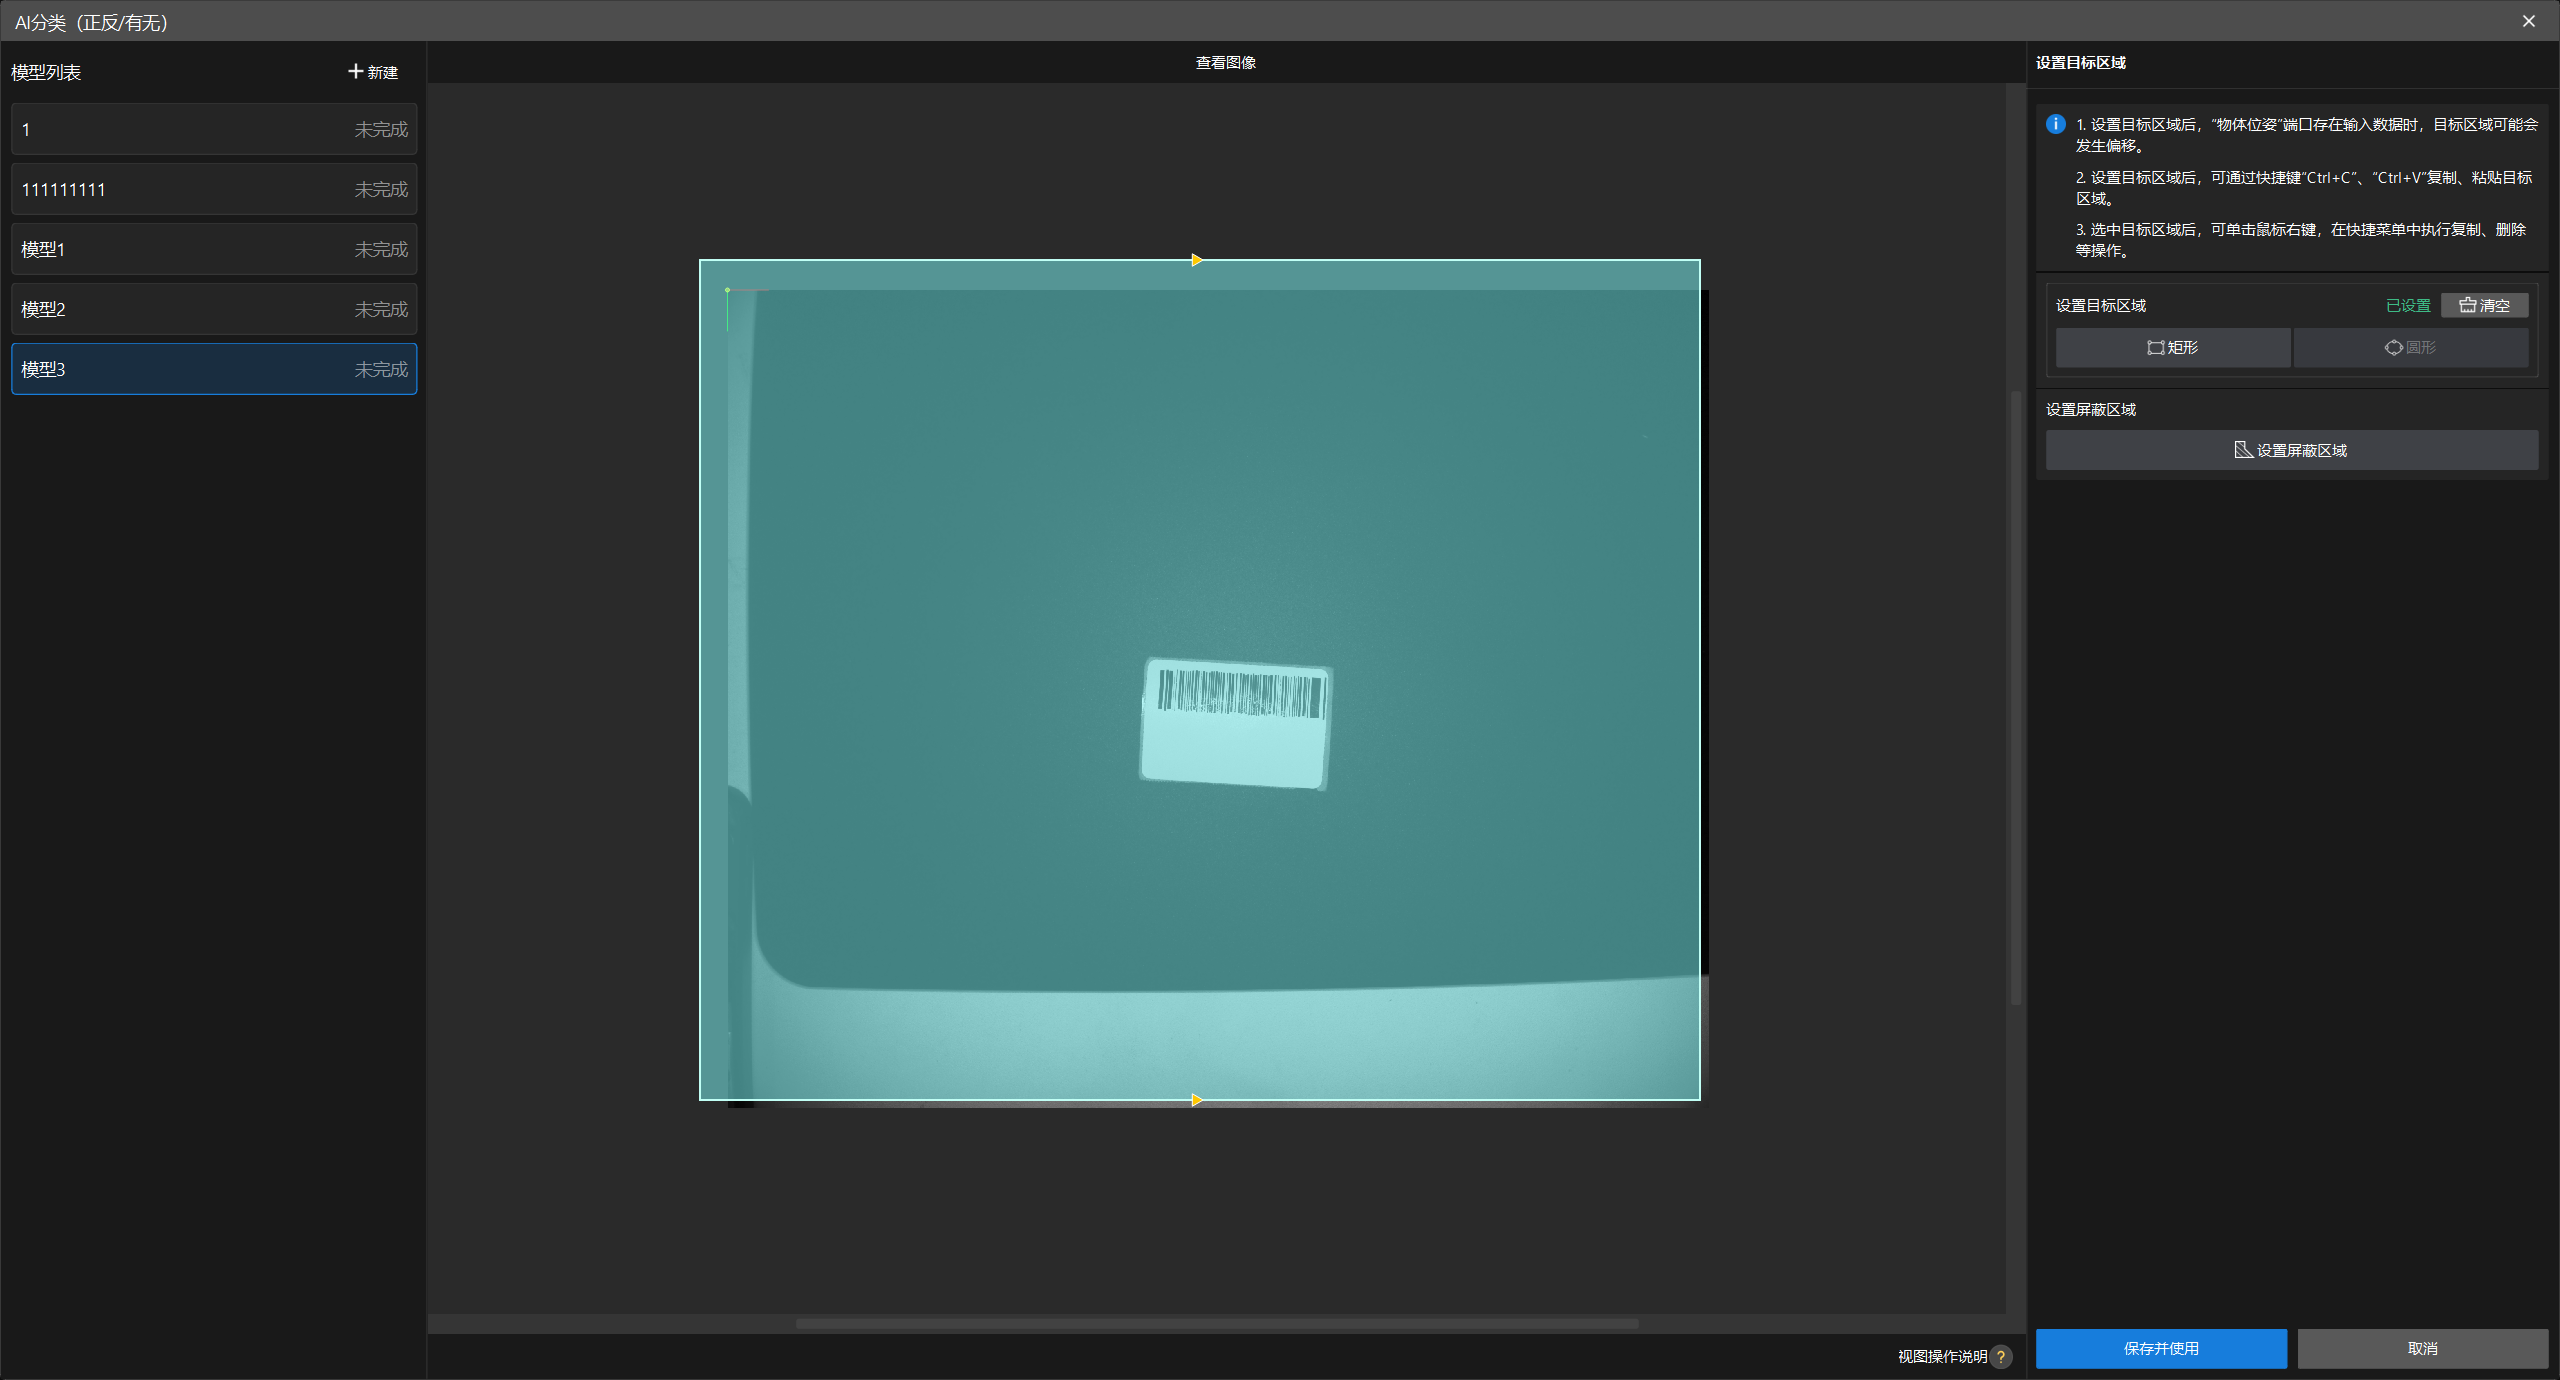 AI分类（正反/有无）
模型列表
新建
1 未完成
111111111 未完成
模型1 未完成
模型2 未完成
模型3 未完成
查看图像
视图操作说明 ?
设置目标区域
1. 设置目标区域后，“物体位姿”端口存在输入数据时，目标区域可能会
发生偏移。
2. 设置目标区域后，可通过快捷键“Ctrl+C”、“Ctrl+V”复制、粘贴目标
区域。
3. 选中目标区域后，可单击鼠标右键，在快捷菜单中执行复制、删除
等操作。
设置目标区域 已设置 清空
矩形 圆形
设置屏蔽区域
设置屏蔽区域
保存并使用 取消